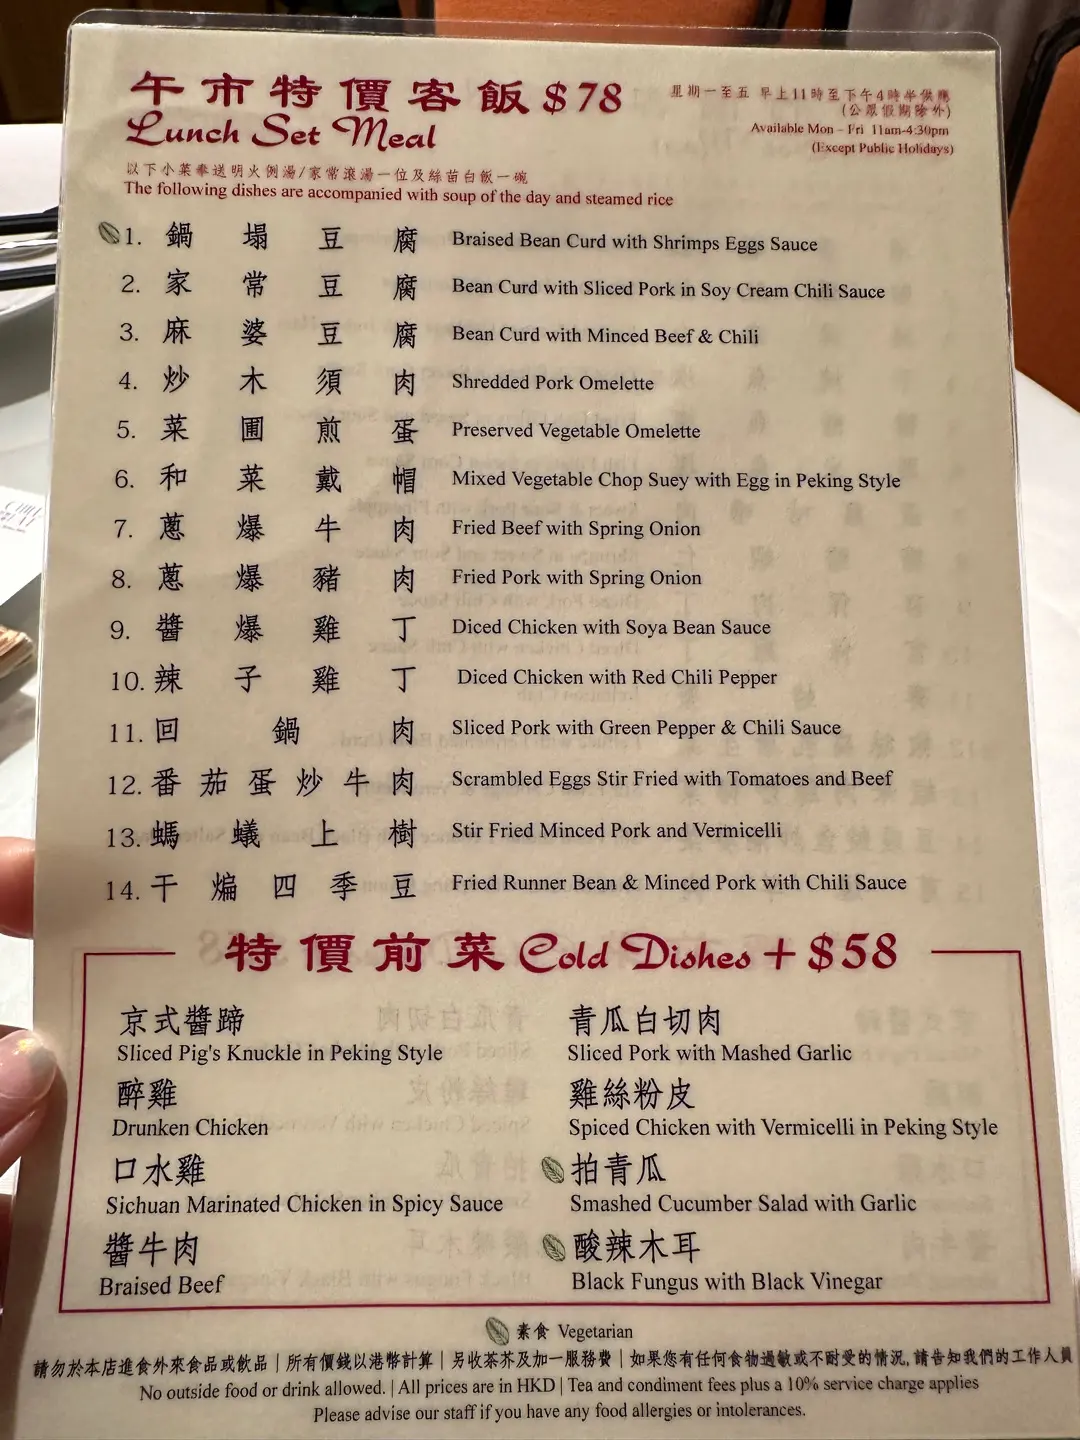 午市特價客飯 $78
Lunch Set Meal
星期一至五 早上11時至下午4時半供應
(公眾假期除外)
Available Mon - Fri 11am-4:30pm
(Except Public Holidays)
以下小菜奉送明火例湯/家常滾湯一位及絲苗白飯一碗
The following dishes are accompanied with soup of the day and steamed rice
1. 鍋塌豆腐 Braised Bean Curd with Shrimps Eggs Sauce
2. 家常豆腐 Bean Curd with Sliced Pork in Soy Cream Chili Sauce
3. 麻婆豆腐 Bean Curd with Minced Beef & Chili
4. 炒木須肉 Shredded Pork Omelette
5. 菜圃煎蛋 Preserved Vegetable Omelette
6. 和菜戴帽 Mixed Vegetable Chop Suey with Egg in Peking Style
7. 蔥爆牛肉 Fried Beef with Spring Onion
8. 蔥爆豬肉 Fried Pork with Spring Onion
9. 醬爆雞丁 Diced Chicken with Soya Bean Sauce
10. 辣子雞丁 Diced Chicken with Red Chili Pepper
11. 回鍋肉 Sliced Pork with Green Pepper & Chili Sauce
12. 番茄蛋炒牛肉 Scrambled Eggs Stir Fried with Tomatoes and Beef
13. 螞蟻上樹 Stir Fried Minced Pork and Vermicelli
14. 干煸四季豆 Fried Runner Bean & Minced Pork with Chili Sauce
特價前菜 Cold Dishes + $58
京式醬蹄
Sliced Pig's Knuckle in Peking Style
青瓜白切肉
Sliced Pork with Mashed Garlic
醉雞
Drunken Chicken
雞絲粉皮
Spiced Chicken with Vermicelli in Peking Style
口水雞
Sichuan Marinated Chicken in Spicy Sauce
拍青瓜
Smashed Cucumber Salad with Garlic
醬牛肉
Braised Beef
酸辣木耳
Black Fungus with Black Vinegar
素食 Vegetarian
請勿於本店進食外來食品或飲品 | 所有價錢以港幣計算 | 另收茶芥及加一服務費 | 如果您有任何食物過敏或不耐受的情況, 請告知我們的工作人員
No outside food or drink allowed. | All prices are in HKD | Tea and condiment fees plus a 10% service charge applies
Please advise our staff if you have any food allergies or intolerances.